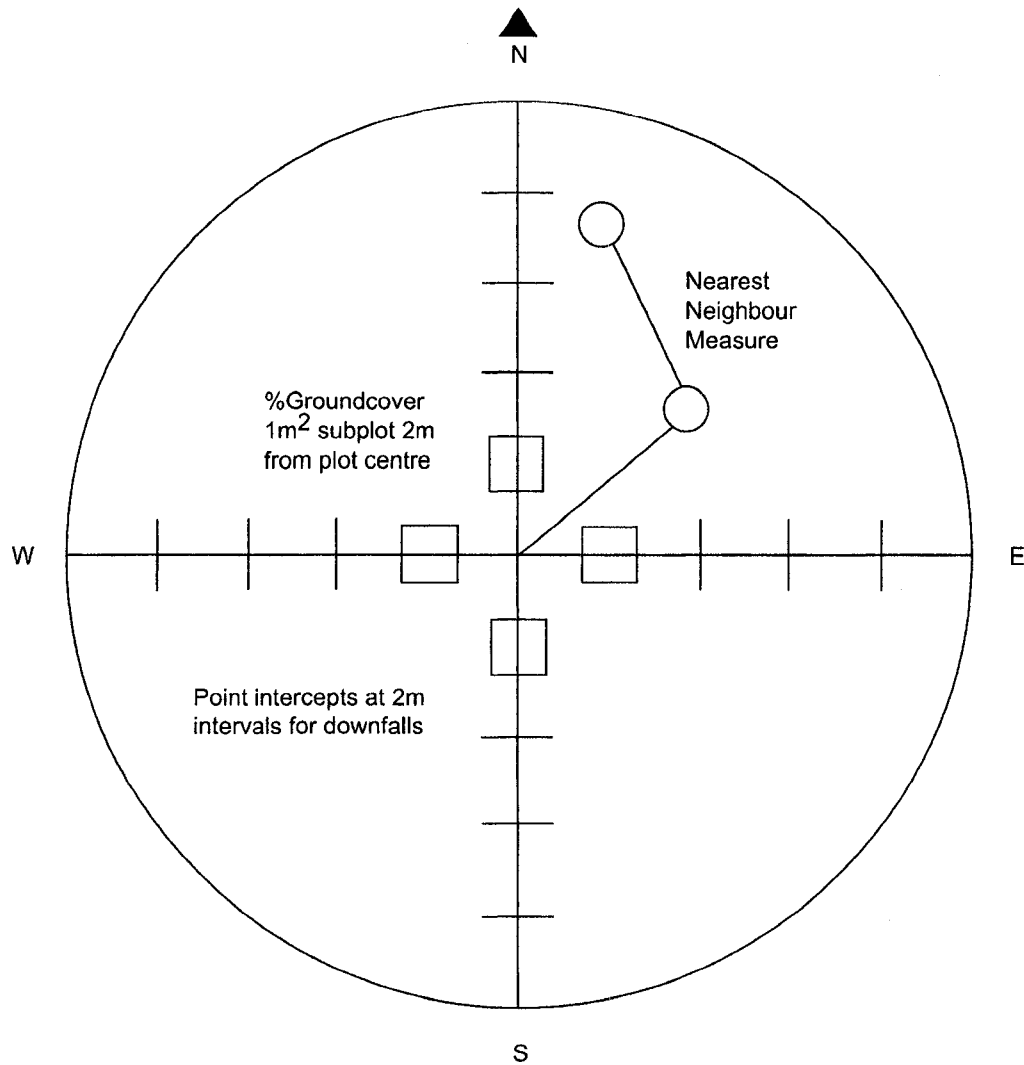 N
Nearest
Neighbour
Measure
%Groundcover
1m² subplot 2m
from plot centre
W
E
Point intercepts at 2m
intervals for downfalls
S